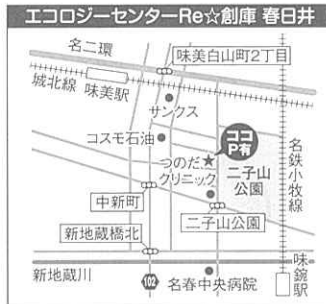 エコロジーセンターRe☆創庫 春日井
名二環
味美白山町2丁目
城北線
味美駅
サンクス
コスモ石油
ココ
P有
つのだ
クリニック
二子山
公園
名鉄小牧線
中新町
二子山公園
新地蔵橋北
新地蔵川
味鋺駅
102
名春中央病院